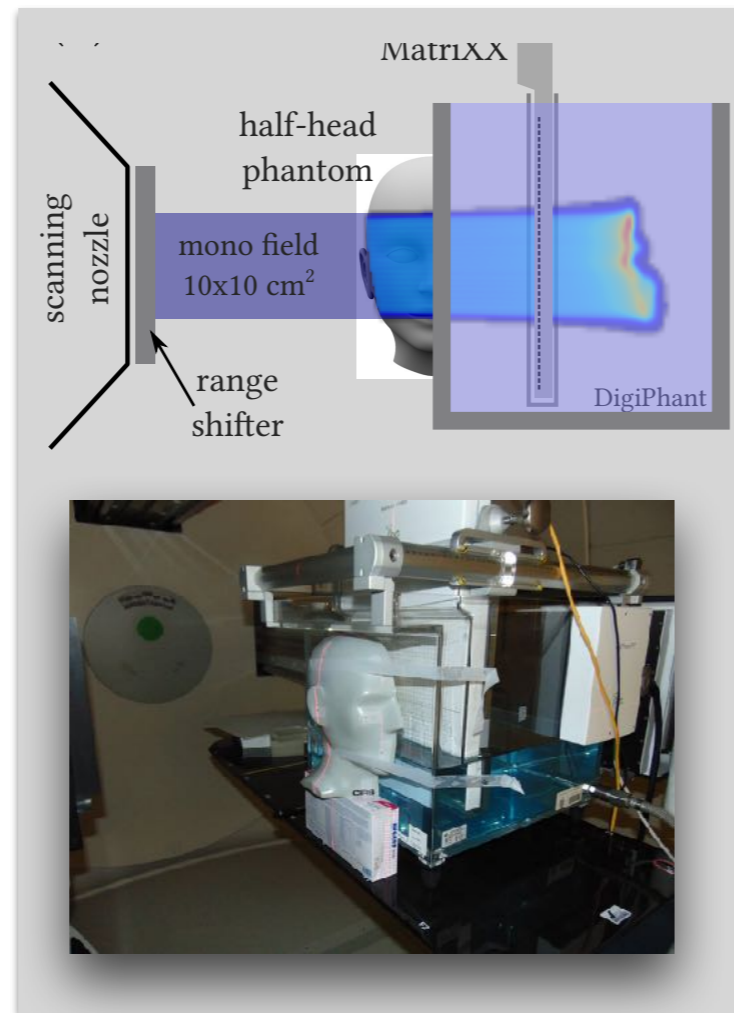 MatriXX
half-head
phantom
scanning
nozzle
mono field
10x10 cm²
range
shifter
DigiPhant